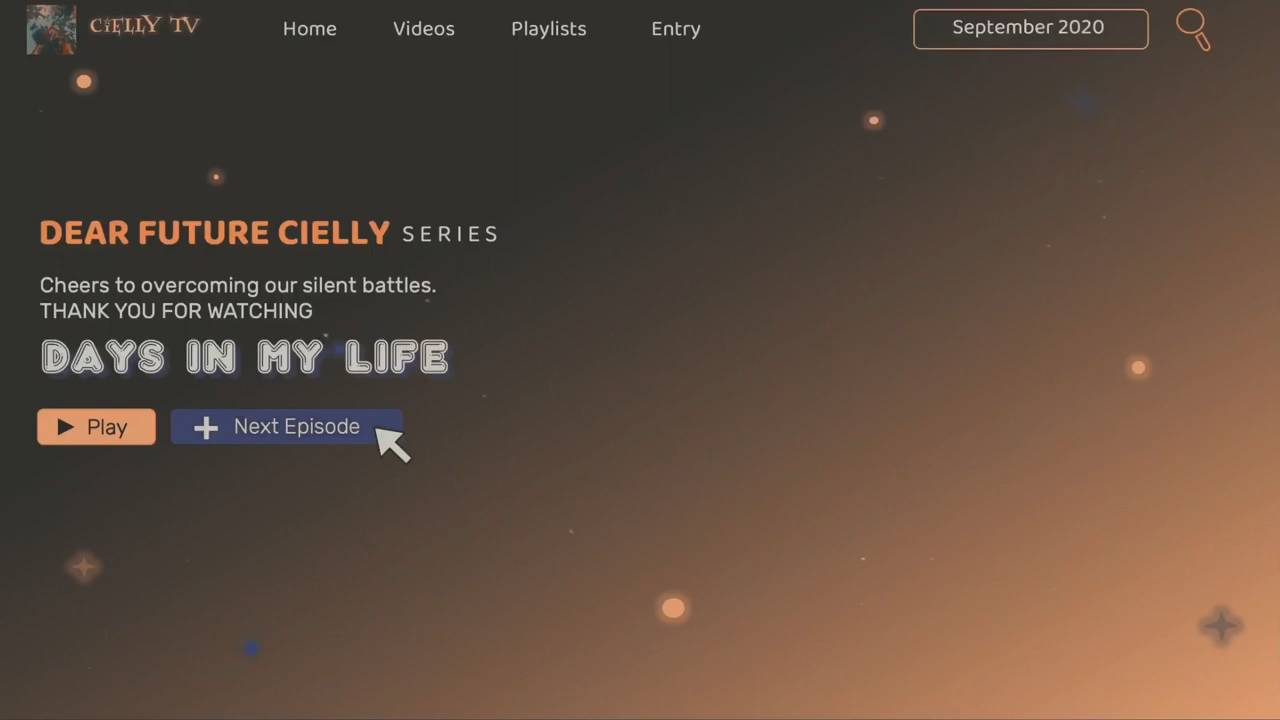 CiELLY TV
Home Videos Playlists Entry September 2020
DEAR FUTURE CIELLY SERIES
Cheers to overcoming our silent battles.
THANK YOU FOR WATCHING
DAYS IN MY LIFE
Play Next Episode